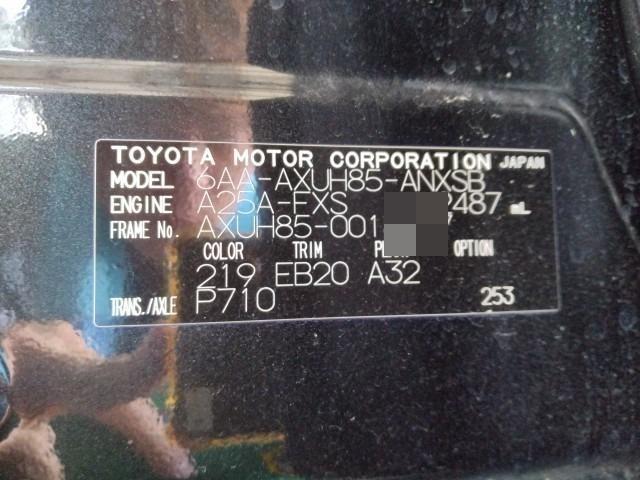 TOYOTA MOTOR CORPORATION JAPAN
MODEL 6AA-AXUH85-ANXSB
ENGINE A25A-FXS 2487 mL
FRAME No. AXUH85-001
COLOR TRIM OPTION
219 EB20 A32
TRANS./AXLE P710 253